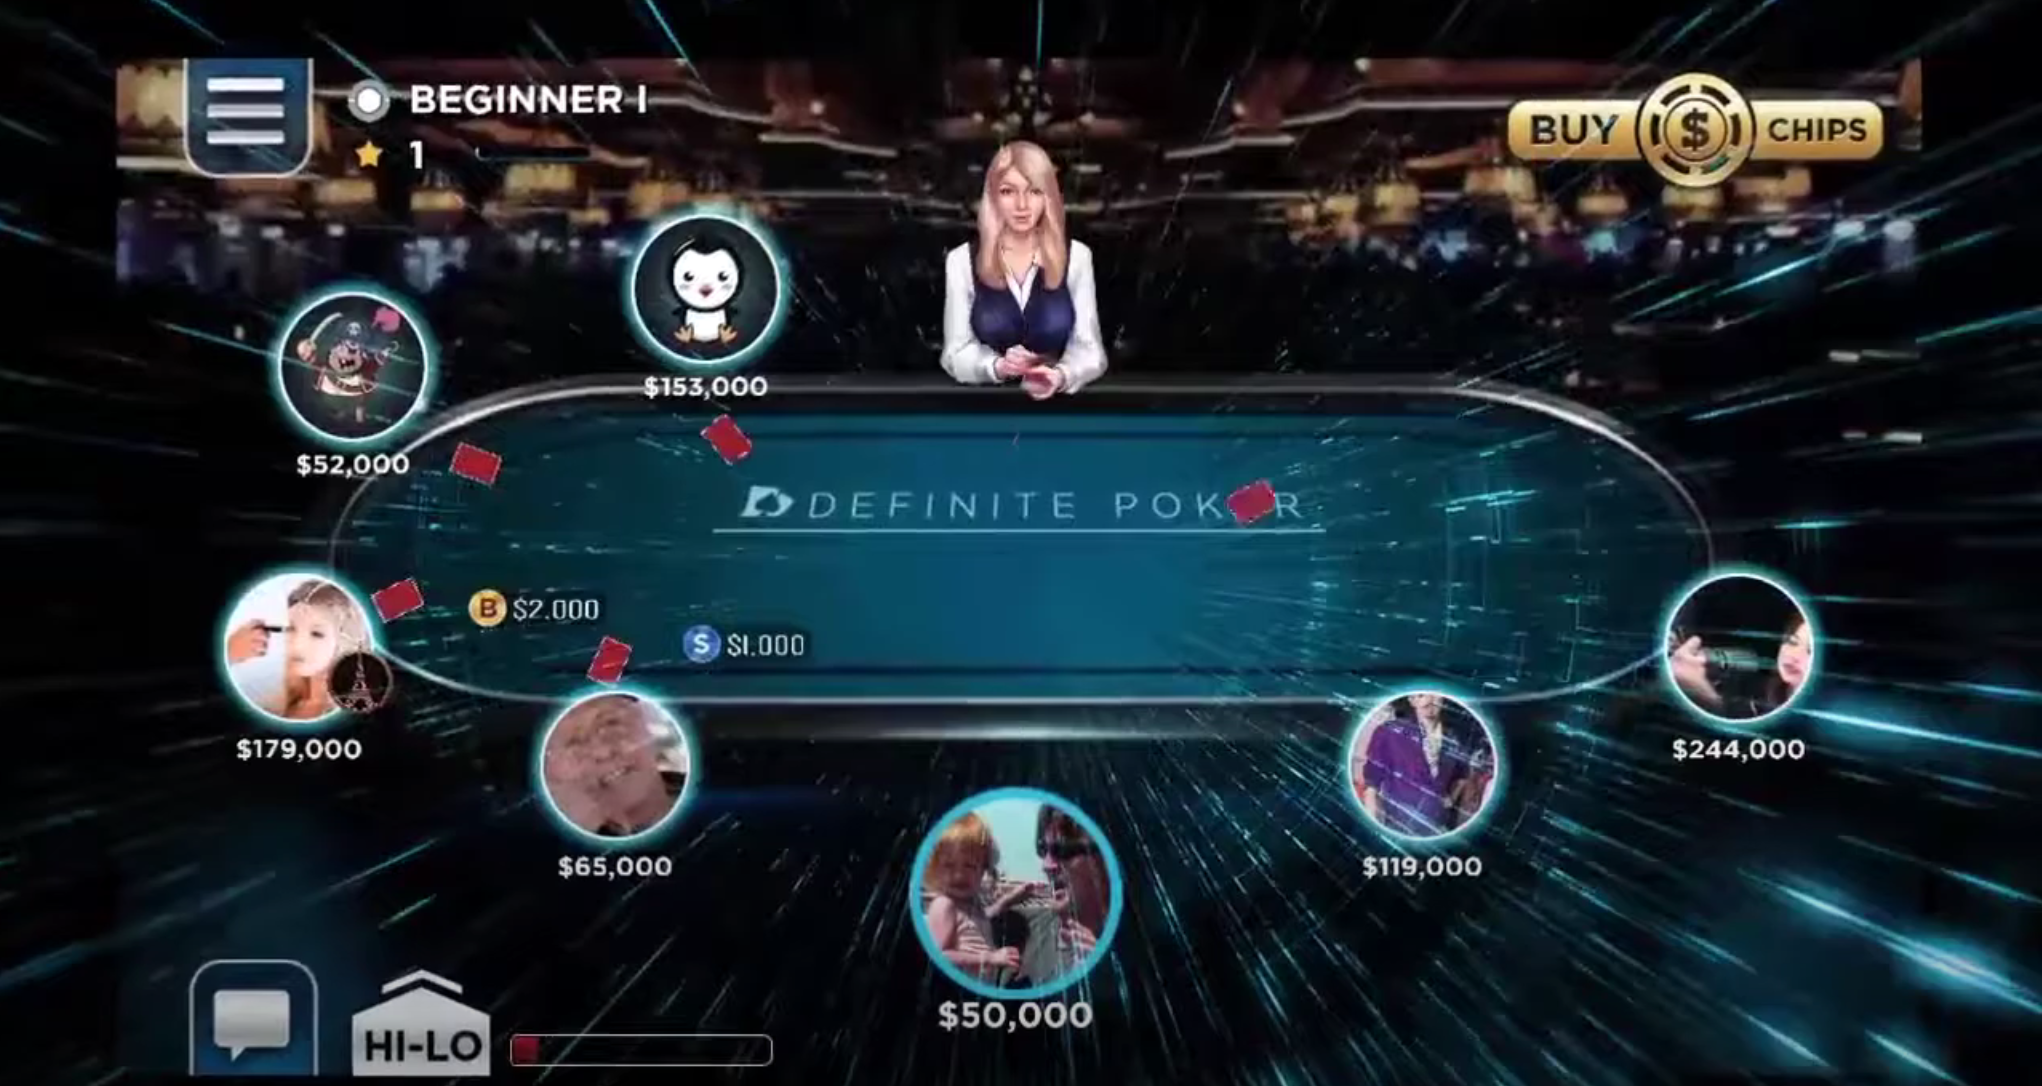 BEGINNER I
1
BUY $ CHIPS
$153,000
$52,000
DEFINITE POK R
B $2.000
S $1.000
$179,000
$244,000
$65,000
$119,000
$50,000
HI-LO